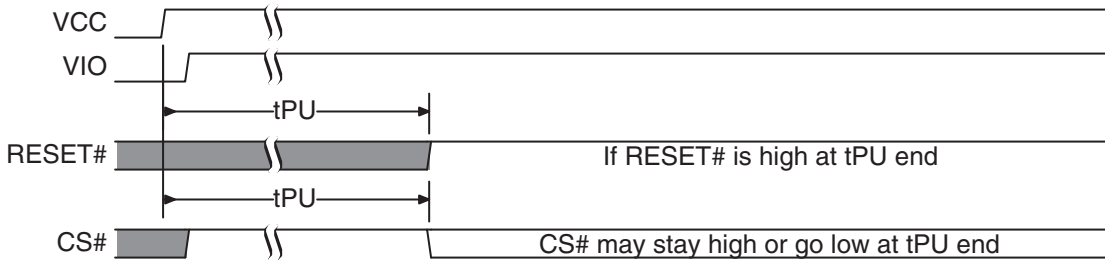 VCC
VIO
tPU
RESET# If RESET# is high at tPU end
tPU
CS# CS# may stay high or go low at tPU end